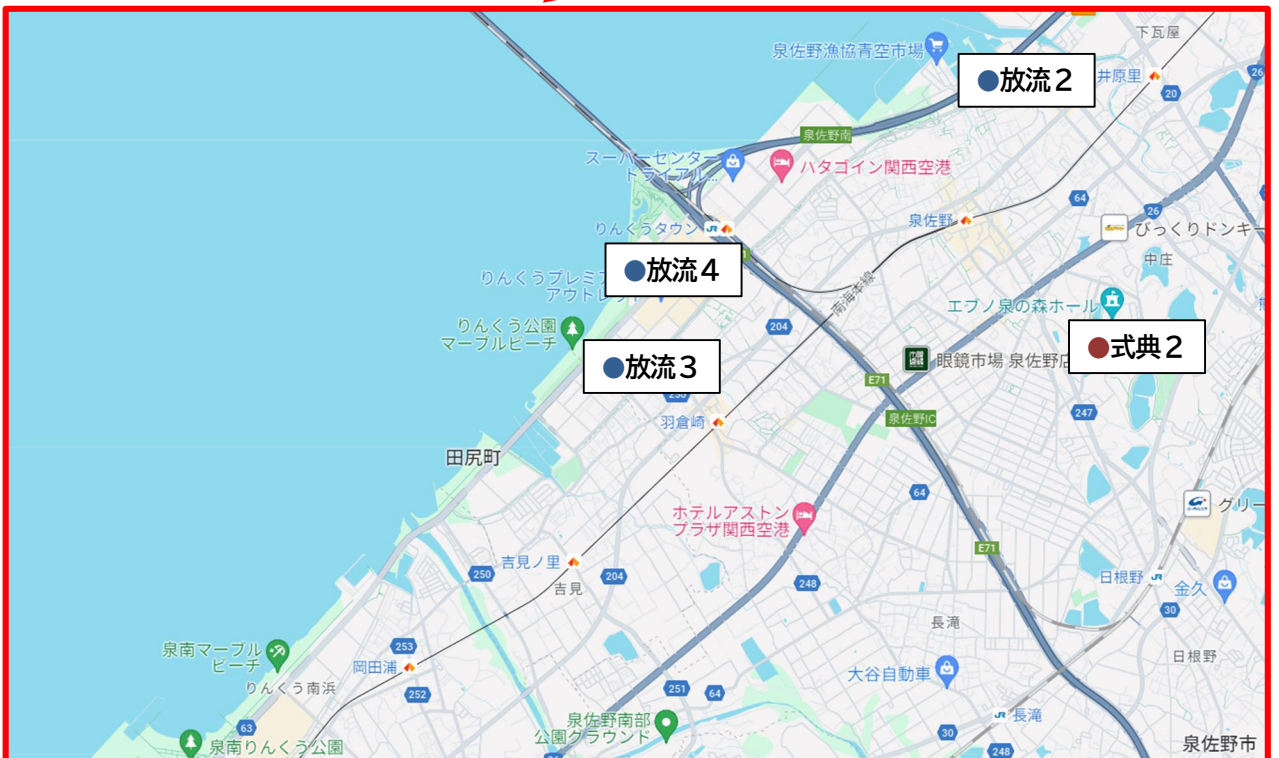 下瓦屋
泉佐野漁協青空市場
●放流２
井原里
26
20
泉佐野南
スーパーセンター
トライアル...
ハタゴイン関西空港
64
26
泉佐野
びっくりドンキー
りんくうタウン
JR
中庄
●放流４
りんくうプレミ
アウトレ
南海本線
エブノ泉の森ホール
204
りんくう公園
マーブルビーチ
●式典２
眼鏡市場 泉佐野店
●放流３
E71
247
羽倉崎
泉佐野IC
田尻町
64
ホテルアストン
プラザ関西空港
グリー
E71
吉見ノ里
250
204
吉見
248
日根野
JR
金久
30
長滝
泉南マーブル
ビーチ
253
岡田浦
日根野
りんくう南浜
252
251
64
大谷自動車
63
泉佐野南部
公園グラウンド
JR
長滝
30
248
泉南りんくう公園
泉佐野市